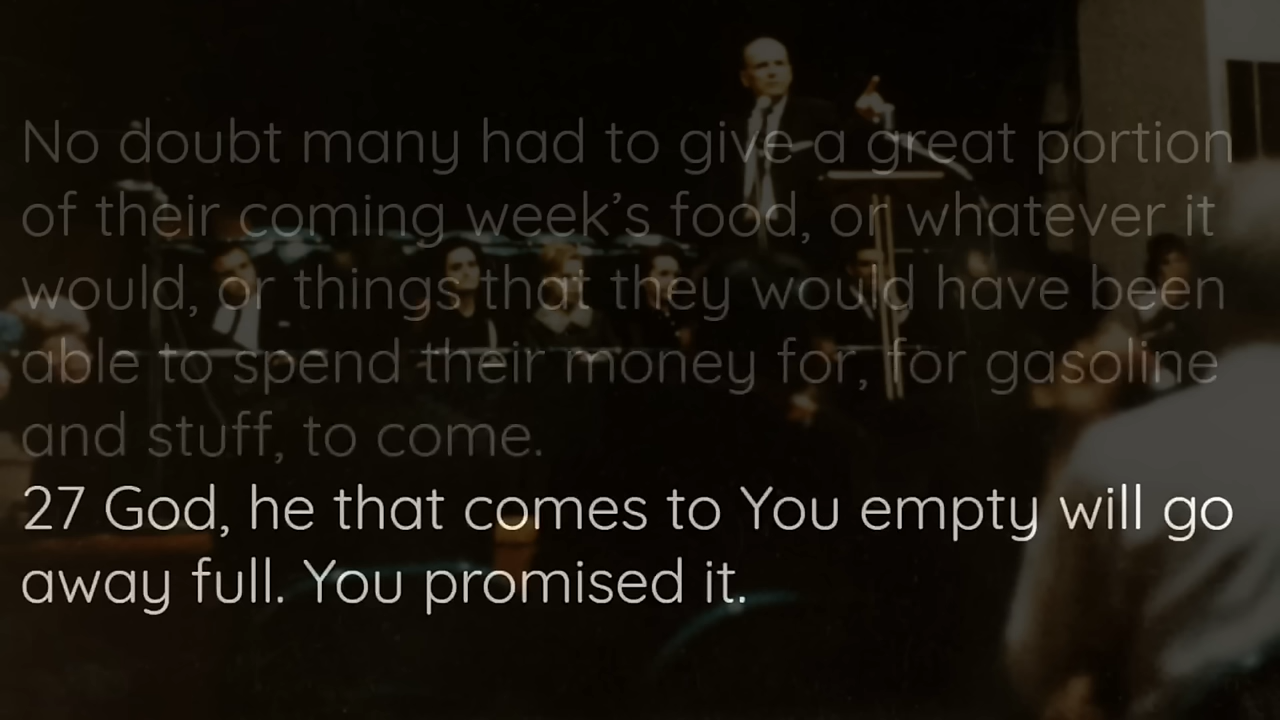 No doubt many had to give a great portion
of their coming week’s food, or whatever it
would, or things that they would have been
able to spend their money for, for gasoline
and stuff, to come.
27 God, he that comes to You empty will go
away full. You promised it.